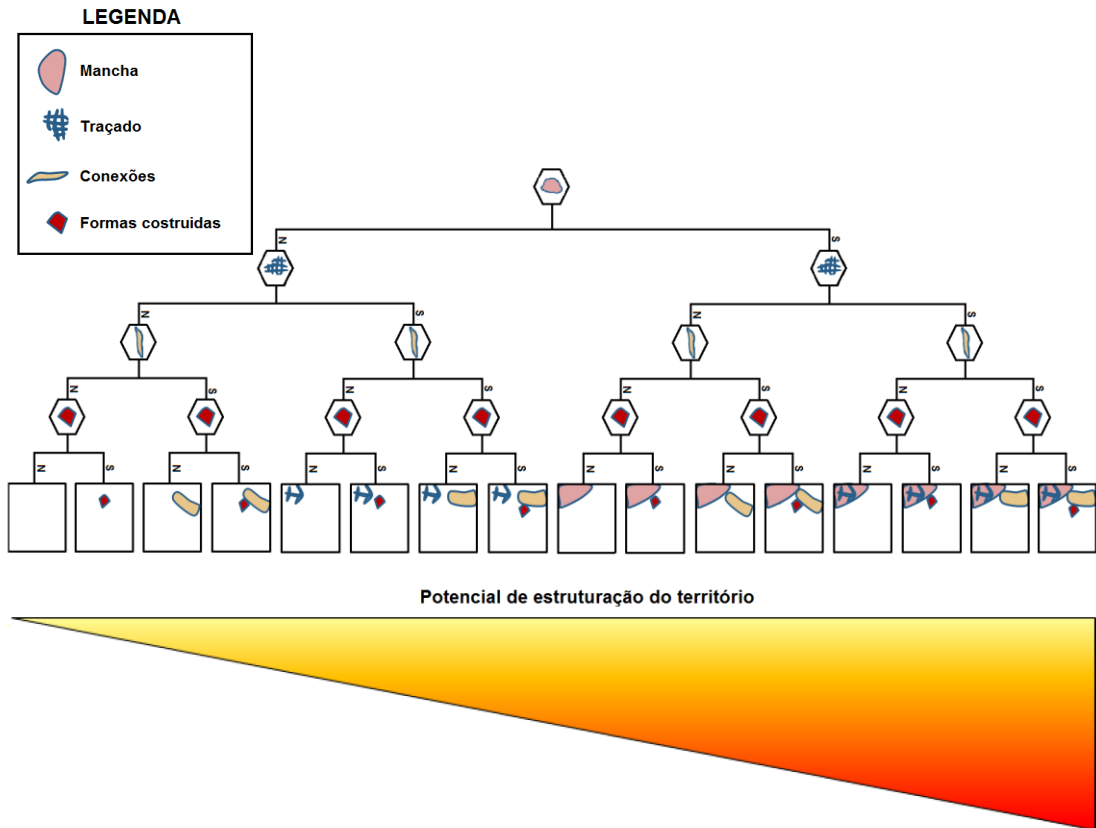 LEGENDA
Mancha
Traçado
Conexões
Formas costruidas
N S
N S N S
N S N S N S N S
N S N S N S N S N S N S N S N S
Potencial de estruturação do território